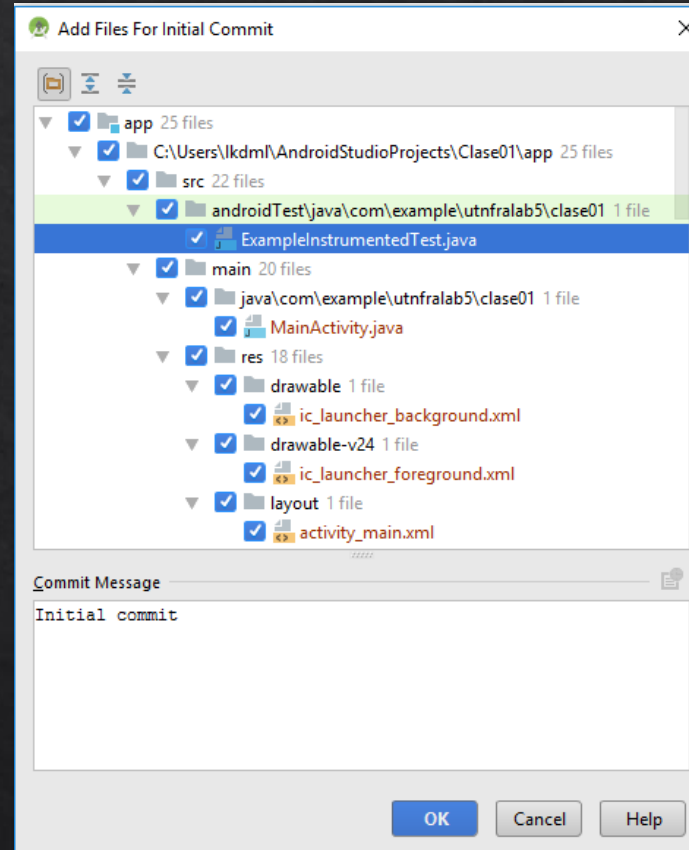 Add Files For Initial Commit
app 25 files
C:\Users\lkdml\AndroidStudioProjects\Clase01\app 25 files
src 22 files
androidTest\java\com\example\utnfralab5\clase01 1 file
ExampleInstrumentedTest.java
main 20 files
java\com\example\utnfralab5\clase01 1 file
MainActivity.java
res 18 files
drawable 1 file
ic_launcher_background.xml
drawable-v24 1 file
ic_launcher_foreground.xml
layout 1 file
activity_main.xml
Commit Message
Initial commit
OK Cancel Help